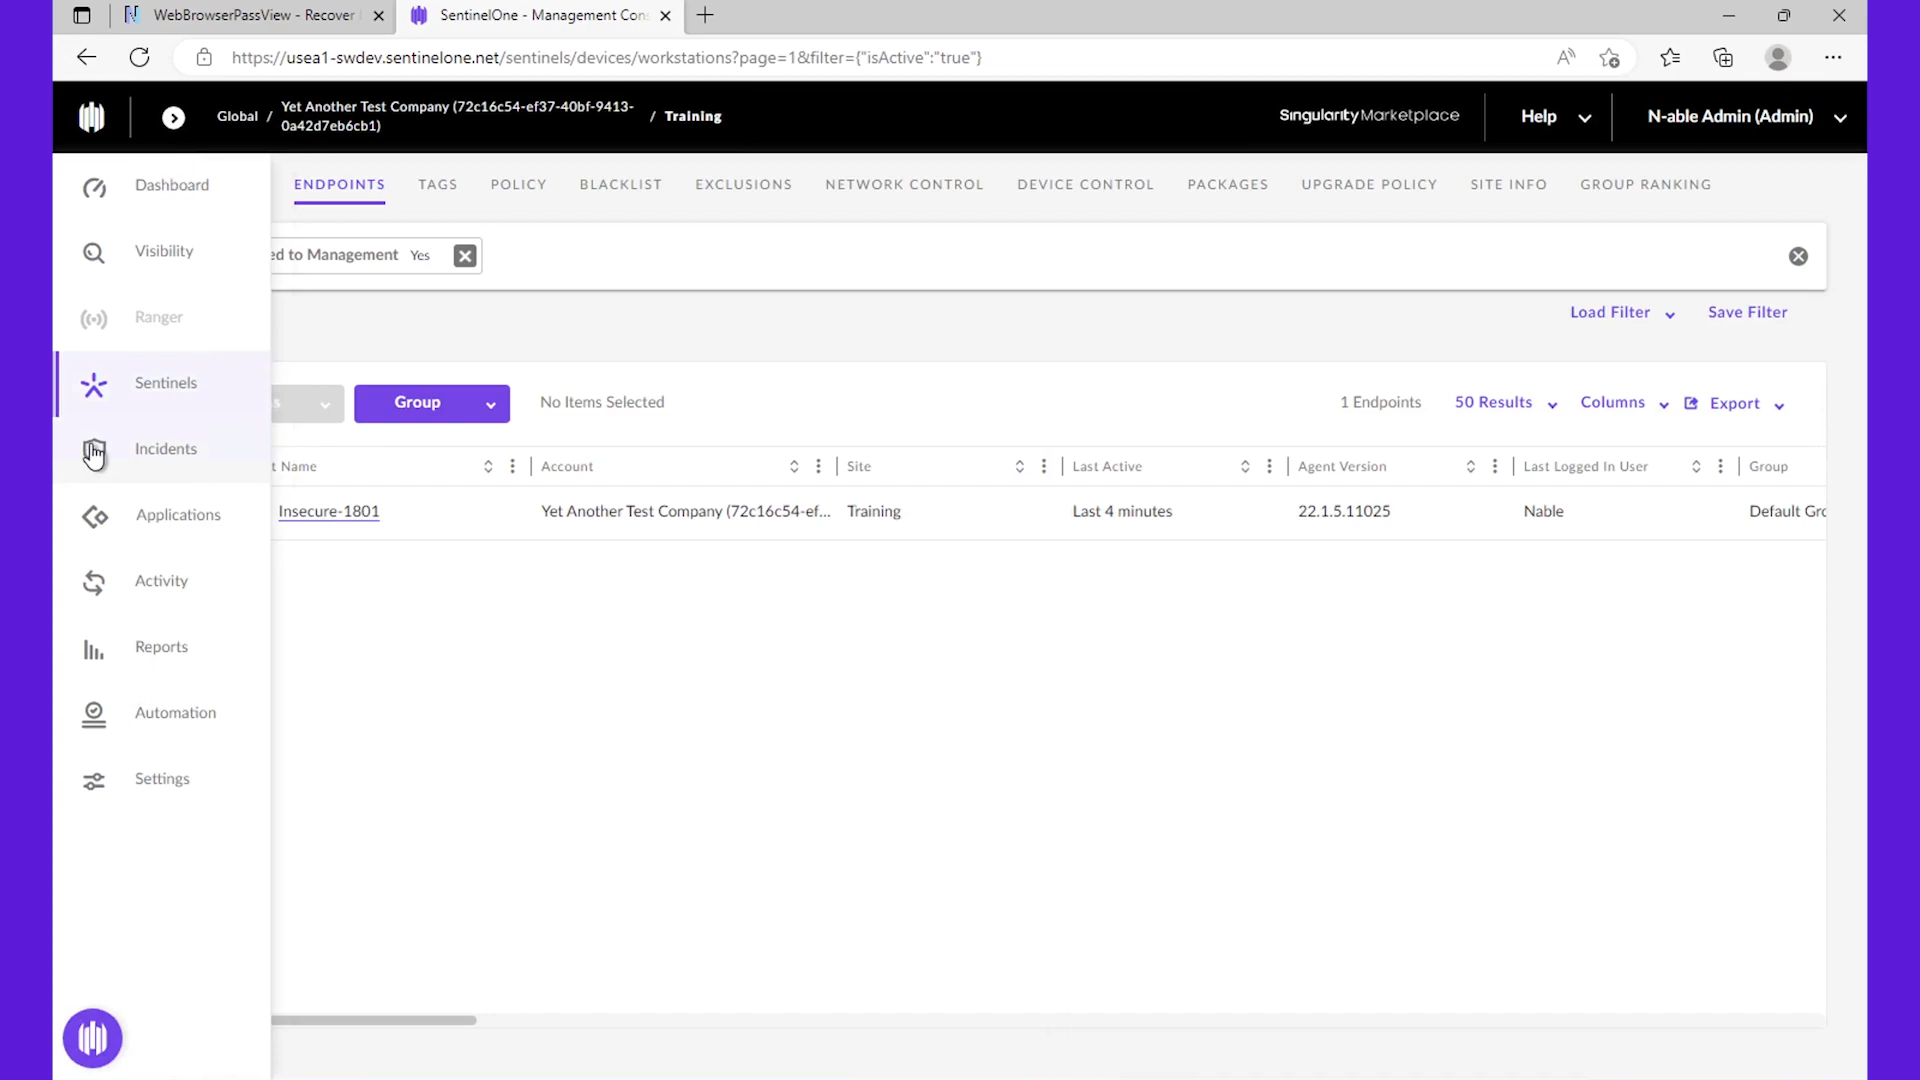 WebBrowserPassView - Recover
SentinelOne - Management Con
https://usea1-swdev.sentinelone.net/sentinels/devices/workstations?page=1&filter={"isActive":"true"}
Global / Yet Another Test Company (72c16c54-ef37-40bf-9413-
0a42d7eb6cb1) / Training
SingularityMarketplace
Help
N-able Admin (Admin)
Dashboard
Visibility
Ranger
Sentinels
Incidents
Applications
Activity
Reports
Automation
Settings
ENDPOINTS TAGS POLICY BLACKLIST EXCLUSIONS NETWORK CONTROL DEVICE CONTROL PACKAGES UPGRADE POLICY SITE INFO GROUP RANKING
ed to Management Yes
Load Filter Save Filter
s Group No Items Selected 1 Endpoints 50 Results Columns Export
t Name Account Site Last Active Agent Version Last Logged In User Group
Insecure-1801 Yet Another Test Company (72c16c54-ef... Training Last 4 minutes 22.1.5.11025 Nable Default Gro